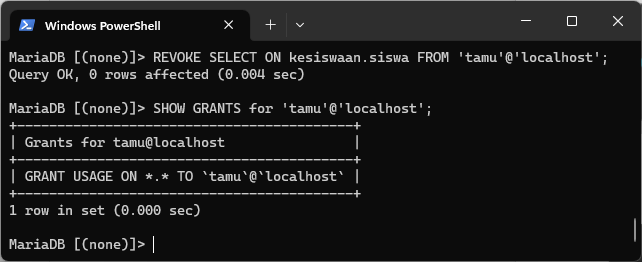 Windows PowerShell
MariaDB [(none)]> REVOKE SELECT ON kesiswaan.siswa FROM 'tamu'@'localhost';
Query OK, 0 rows affected (0.004 sec)
MariaDB [(none)]> SHOW GRANTS for 'tamu'@'localhost';
+------------------------------------------+
| Grants for tamu@localhost                |
+------------------------------------------+
| GRANT USAGE ON *.* TO `tamu`@`localhost` |
+------------------------------------------+
1 row in set (0.000 sec)
MariaDB [(none)]>